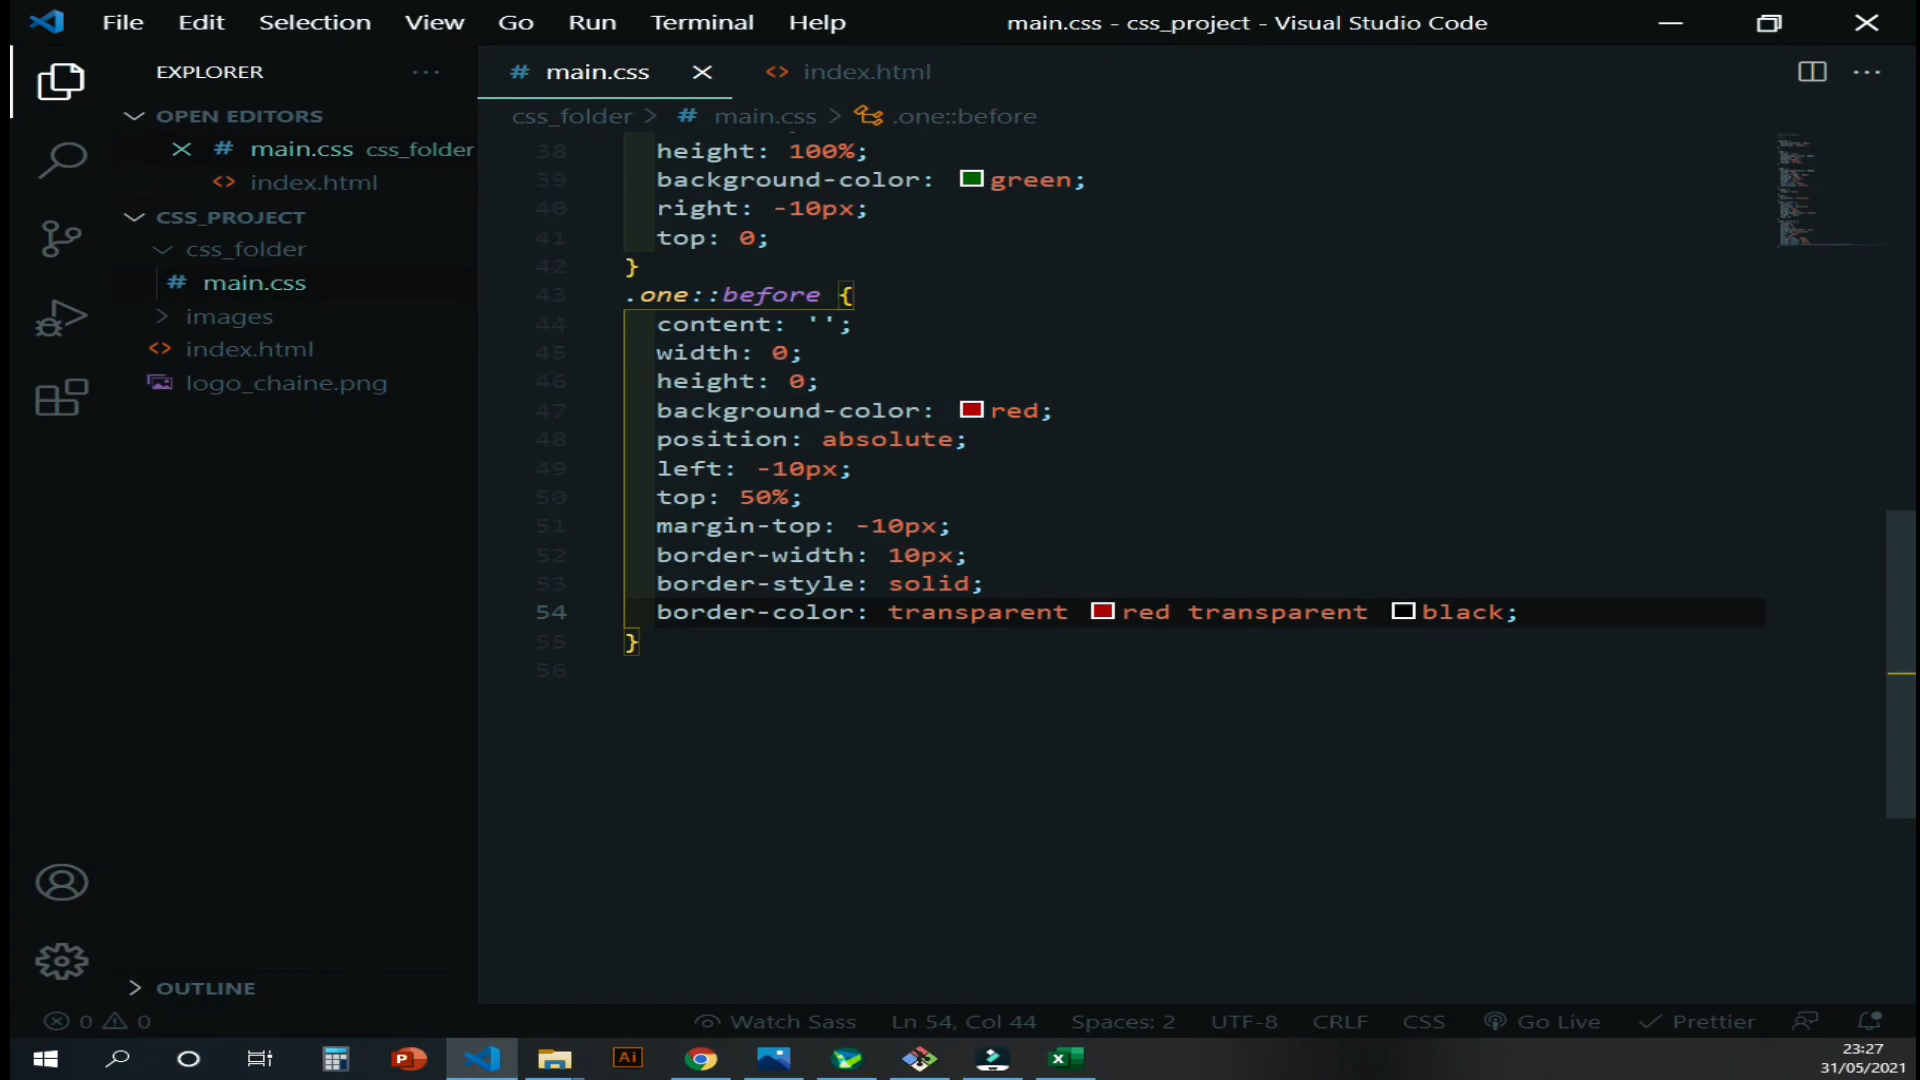 File Edit Selection View Go Run Terminal Help
main.css - css_project - Visual Studio Code
EXPLORER
OPEN EDITORS
# main.css css_folder
<> index.html
CSS_PROJECT
css_folder
# main.css
images
<> index.html
logo_chaine.png
OUTLINE
# main.css
<> index.html
css_folder > # main.css > .one::before
38 height: 100%;
39 background-color: green;
40 right: -10px;
41 top: 0;
42 }
43 .one::before {
44 content: '';
45 width: 0;
46 height: 0;
47 background-color: red;
48 position: absolute;
49 left: -10px;
50 top: 50%;
51 margin-top: -10px;
52 border-width: 10px;
53 border-style: solid;
54 border-color: transparent red transparent black;
55 }
56
0 0 Watch Sass Ln 54, Col 44 Spaces: 2 UTF-8 CRLF CSS Go Live Prettier
P Ai X
23:27
31/05/2021